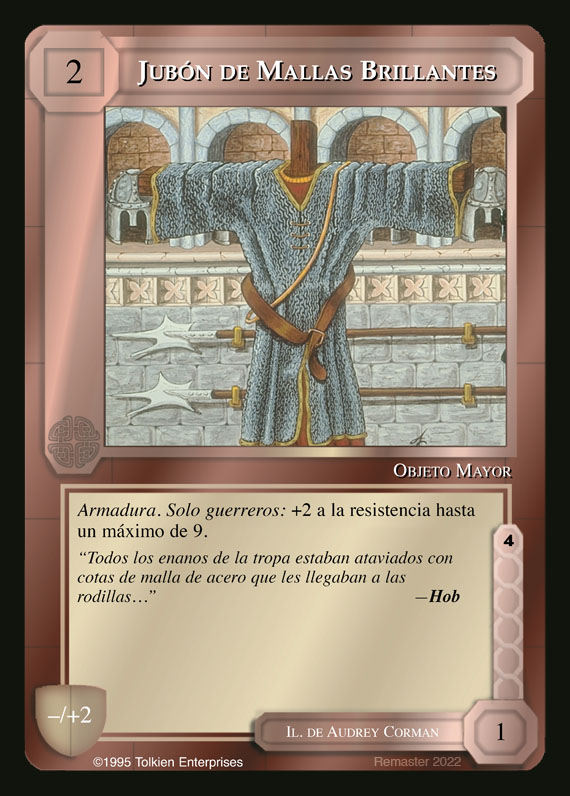 2
Jubón de Mallas Brillantes
Objeto Mayor
Armadura. Solo guerreros: +2 a la resistencia hasta
un máximo de 9.
“Todos los enanos de la tropa estaban ataviados con
cotas de malla de acero que les llegaban a las
rodillas…” –Hob
4
–/+2
Il. de Audrey Corman
1
©1995 Tolkien Enterprises
Remaster 2022